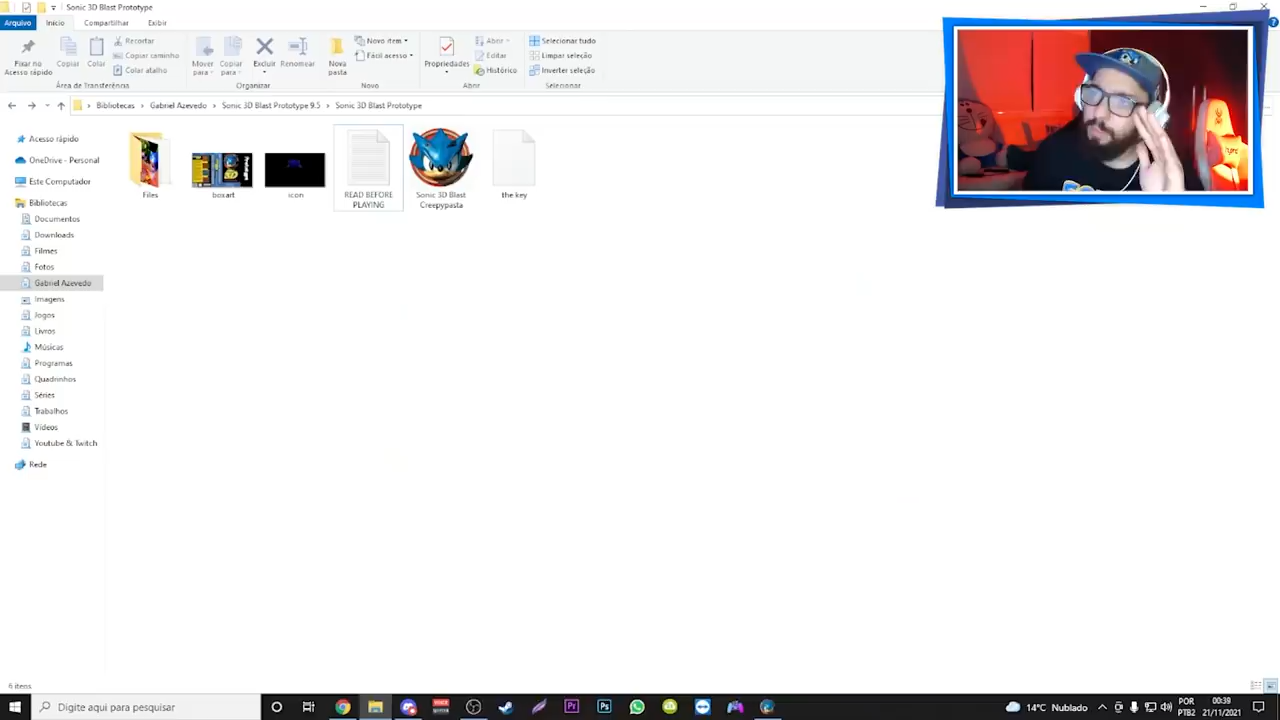 Sonic 3D Blast Prototype
Arquivo
Início
Compartilhar
Exibir
Fixar no
Acesso rápido
Copiar
Colar
Recortar
Copiar caminho
Colar atalho
Mover
para
Copiar
para
Excluir
Renomear
Nova
pasta
Novo item
Fácil acesso
Propriedades
Abrir
Editar
Histórico
Selecionar tudo
Limpar seleção
Inverter seleção
Área de Transferência
Organizar
Novo
Abrir
Selecionar
Bibliotecas
Gabriel Azevedo
Sonic 3D Blast Prototype 9.5
Sonic 3D Blast Prototype
Acesso rápido
OneDrive - Personal
Este Computador
Bibliotecas
Documentos
Downloads
Filmes
Fotos
Gabriel Azevedo
Imagens
Jogos
Livros
Músicas
Programas
Quadrinhos
Séries
Trabalhos
Vídeos
Youtube & Twitch
Rede
Files
boxart
icon
READ BEFORE
PLAYING
Sonic 3D Blast
Creepypasta
the key
6 itens
Digite aqui para pesquisar
14°C Nublado
POR
PTB2
00:39
21/11/2021